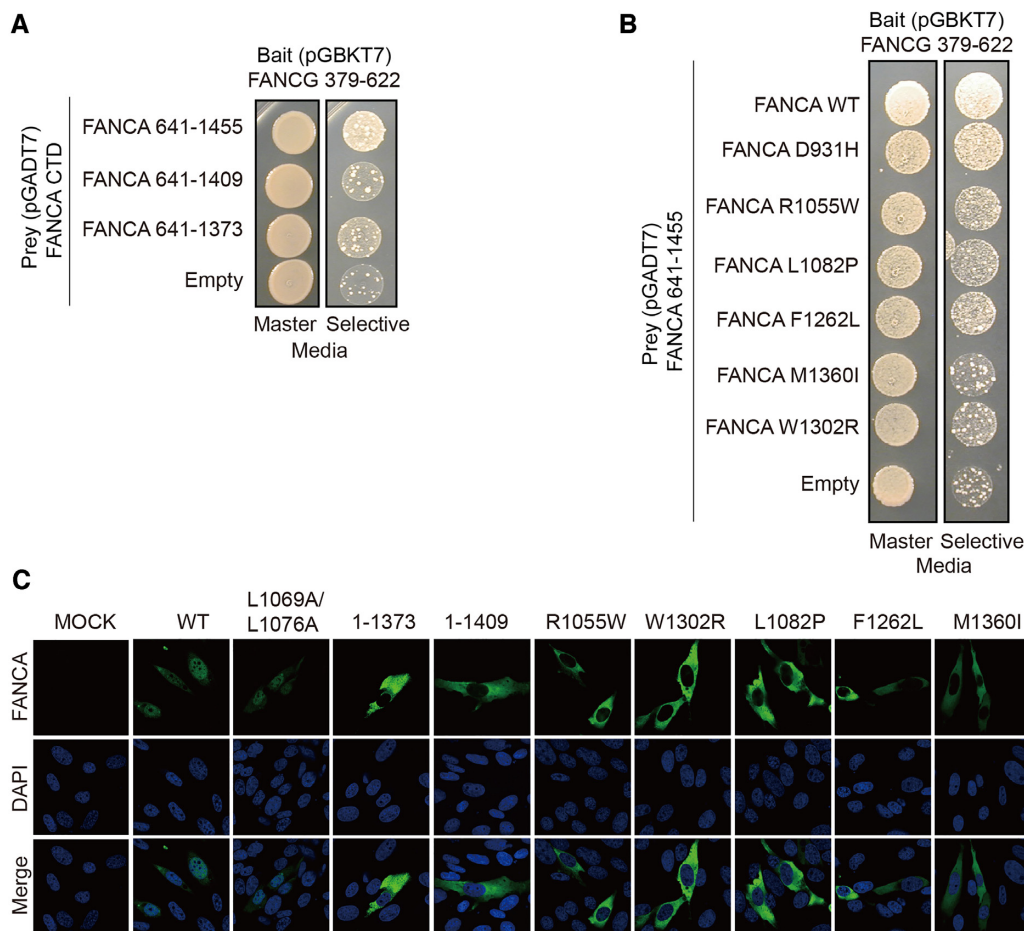 A
Bait (pGBKT7)
FANCG 379-622
Prey (pGADT7)
FANCA CTD
FANCA 641-1455
FANCA 641-1409
FANCA 641-1373
Empty
Master Selective
Media
B
Bait (pGBKT7)
FANCG 379-622
Prey (pGADT7)
FANCA 641-1455
FANCA WT
FANCA D931H
FANCA R1055W
FANCA L1082P
FANCA F1262L
FANCA M1360I
FANCA W1302R
Empty
Master Selective
Media
C
MOCK WT L1069A/ 1-1373 1-1409 R1055W W1302R L1082P F1262L M1360I
L1076A
FANCA
DAPI
Merge